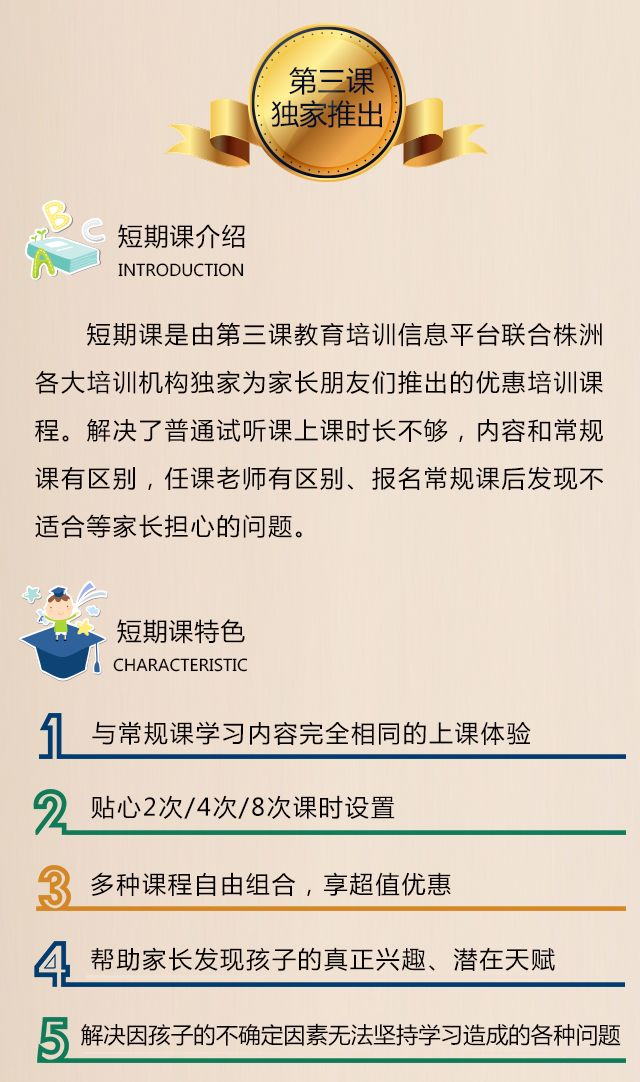 第三课
独家推出
B
C
A
短期课介绍
INTRODUCTION
短期课是由第三课教育培训信息平台联合株洲
各大培训机构独家为家长朋友们推出的优惠培训课
程。解决了普通试听课上课时长不够，内容和常规
课有区别，任课老师有区别、报名常规课后发现不
适合等家长担心的问题。
短期课特色
CHARACTERISTIC
1 与常规课学习内容完全相同的上课体验
2 贴心2次/4次/8次课时设置
3 多种课程自由组合，享超值优惠
4 帮助家长发现孩子的真正兴趣、潜在天赋
5 解决因孩子的不确定因素无法坚持学习造成的各种问题